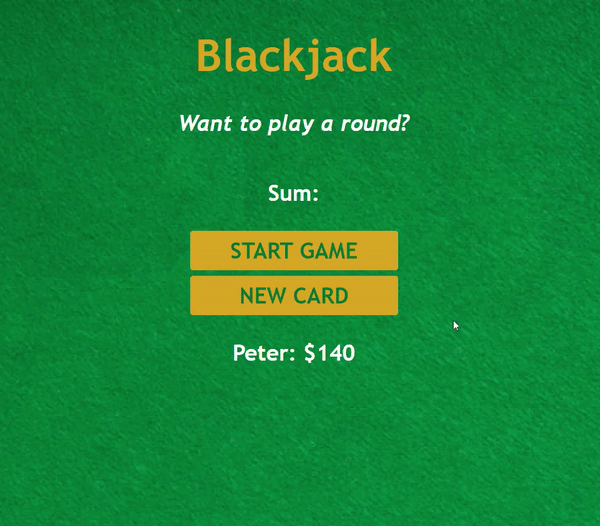 Blackjack
Want to play a round?
Sum:
START GAME
NEW CARD
Peter: $140